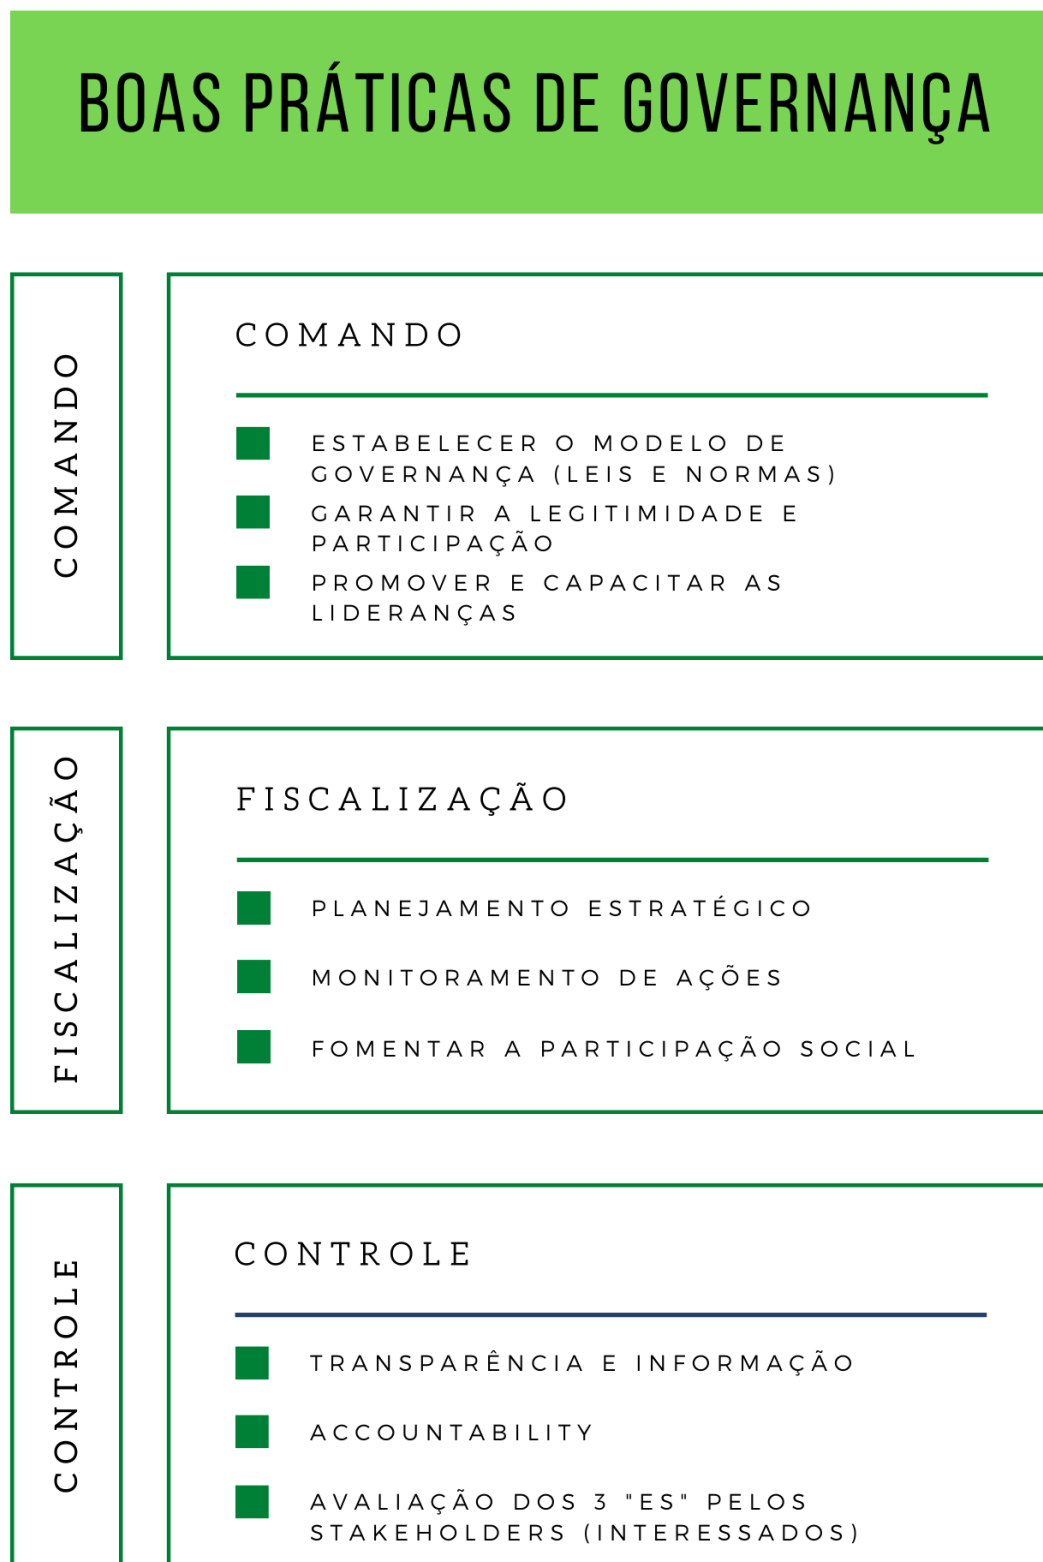 BOAS PRÁTICAS DE GOVERNANÇA
COMANDO
COMANDO
ESTABELECER O MODELO DE
GOVERNANÇA (LEIS E NORMAS)
GARANTIR A LEGITIMIDADE E
PARTICIPAÇÃO
PROMOVER E CAPACITAR AS
LIDERANÇAS
FISCALIZAÇÃO
FISCALIZAÇÃO
PLANEJAMENTO ESTRATÉGICO
MONITORAMENTO DE AÇÕES
FOMENTAR A PARTICIPAÇÃO SOCIAL
CONTROLE
CONTROLE
TRANSPARÊNCIA E INFORMAÇÃO
ACCOUNTABILITY
AVALIAÇÃO DOS 3 "ES" PELOS
STAKEHOLDERS (INTERESSADOS)